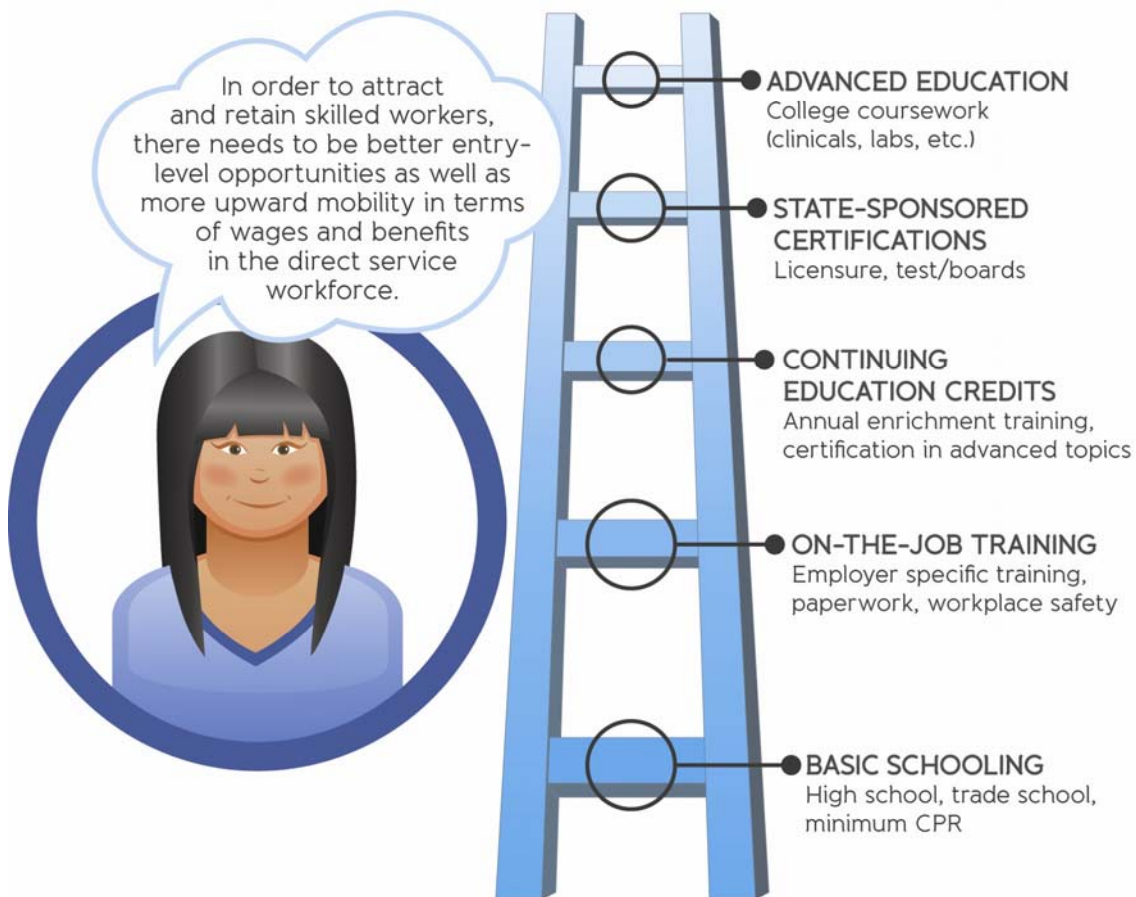 In order to attract
and retain skilled workers,
there needs to be better entry-
level opportunities as well as
more upward mobility in terms
of wages and benefits
in the direct service
workforce.
ADVANCED EDUCATION
College coursework
(clinicals, labs, etc.)
STATE-SPONSORED
CERTIFICATIONS
Licensure, test/boards
CONTINUING
EDUCATION CREDITS
Annual enrichment training,
certification in advanced topics
ON-THE-JOB TRAINING
Employer specific training,
paperwork, workplace safety
BASIC SCHOOLING
High school, trade school,
minimum CPR